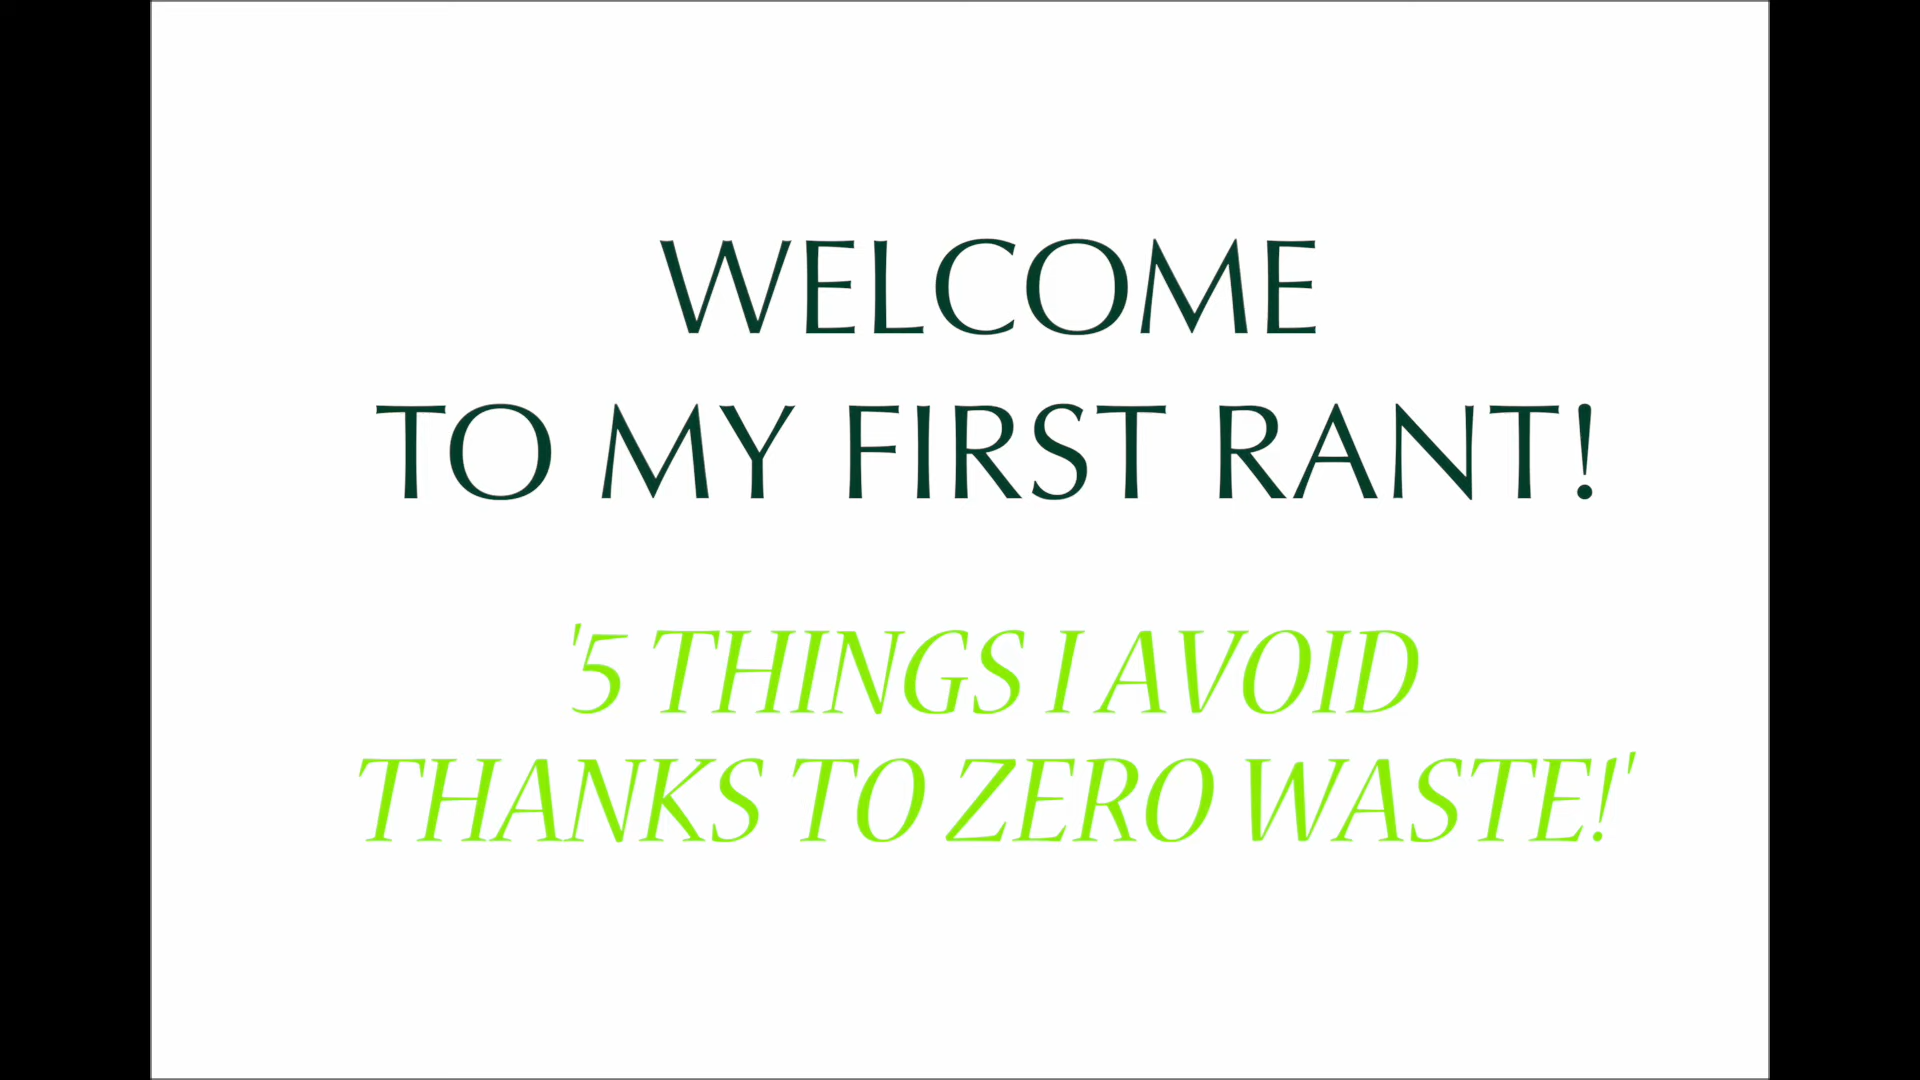 WELCOME
TO MY FIRST RANT!
'5 THINGS I AVOID
THANKS TO ZERO WASTE!'